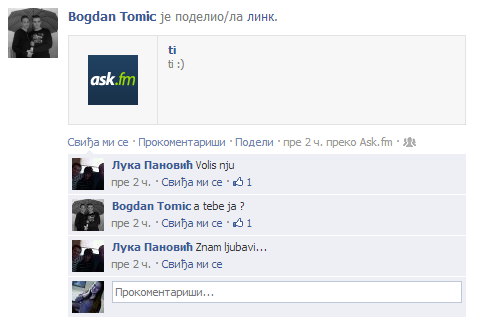 Bogdan Tomic је поделио/ла линк.
ask.fm
ti
ti :)
Свиђа ми се · Прокоментариши · Подели · пре 2 ч. преко Ask.fm ·
Лука Пановић Volis nju
пре 2 ч. · Свиђа ми се · 1
Bogdan Tomic a tebe ja ?
пре 2 ч. · Свиђа ми се · 1
Лука Пановић Znam ljubavi...
пре 2 ч. · Свиђа ми се
Прокоментариши...